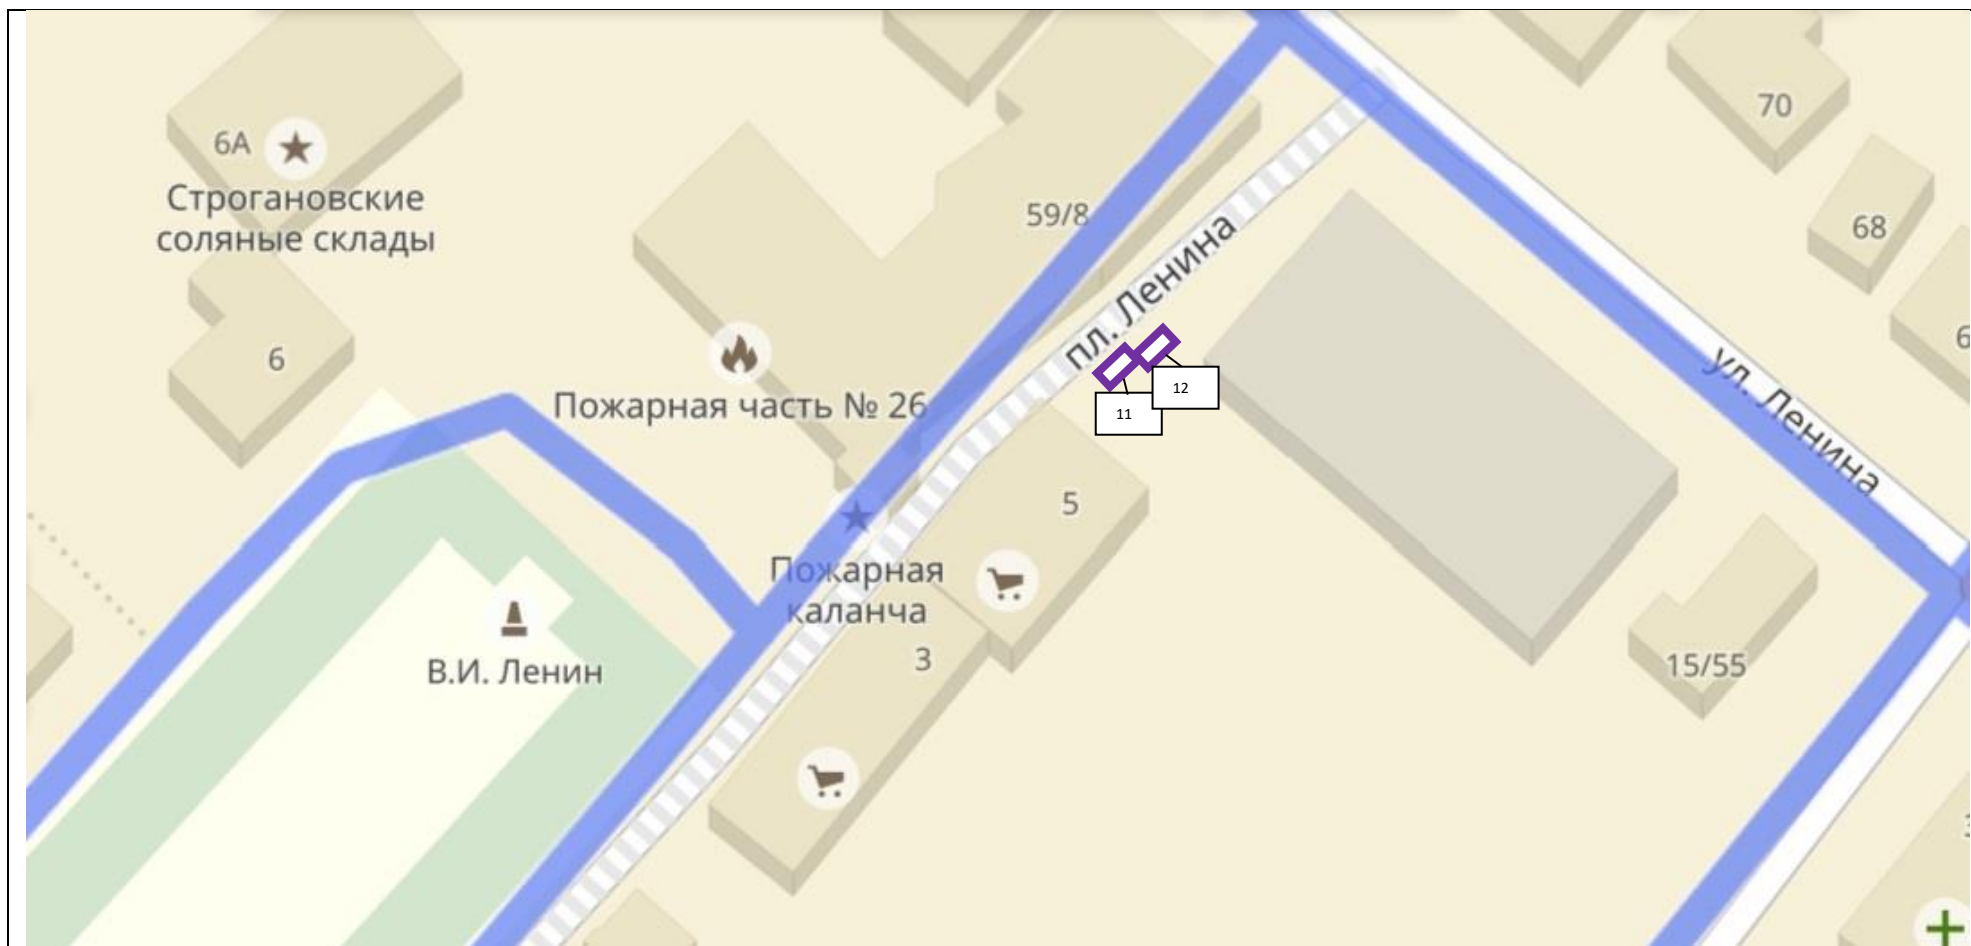 70
6А
Строгановские
соляные склады
59/8
68
пл. Ленина
6
6
12
Пожарная часть № 26
11
ул. Ленина
5
Пожарная
каланча
3
В.И. Ленин
15/55